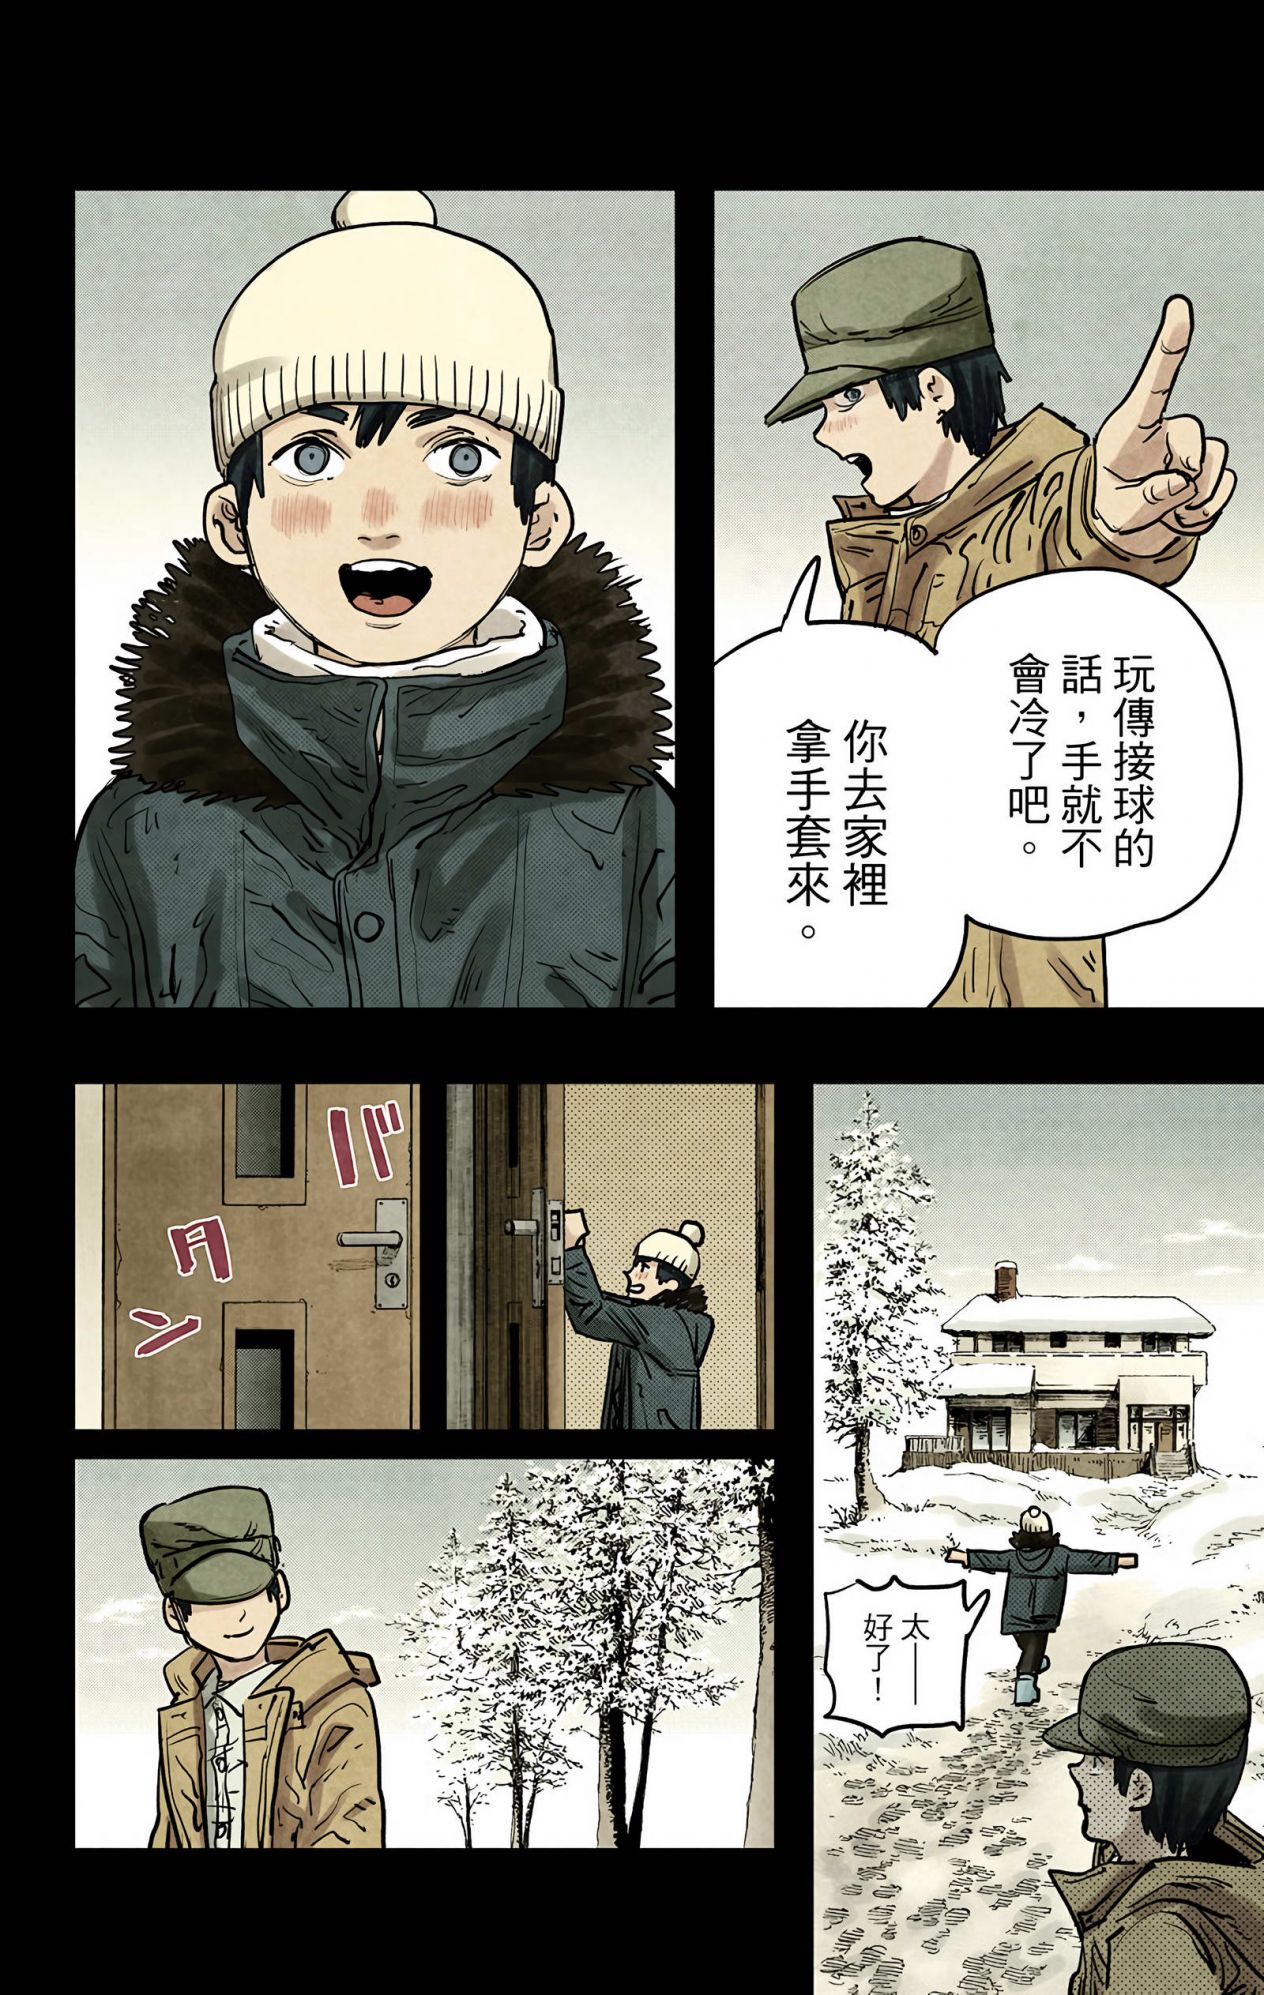 玩傳接球的
話，手就不
會冷了吧。
你去家裡
拿手套來。
太——
好了！
バ
タ
ン